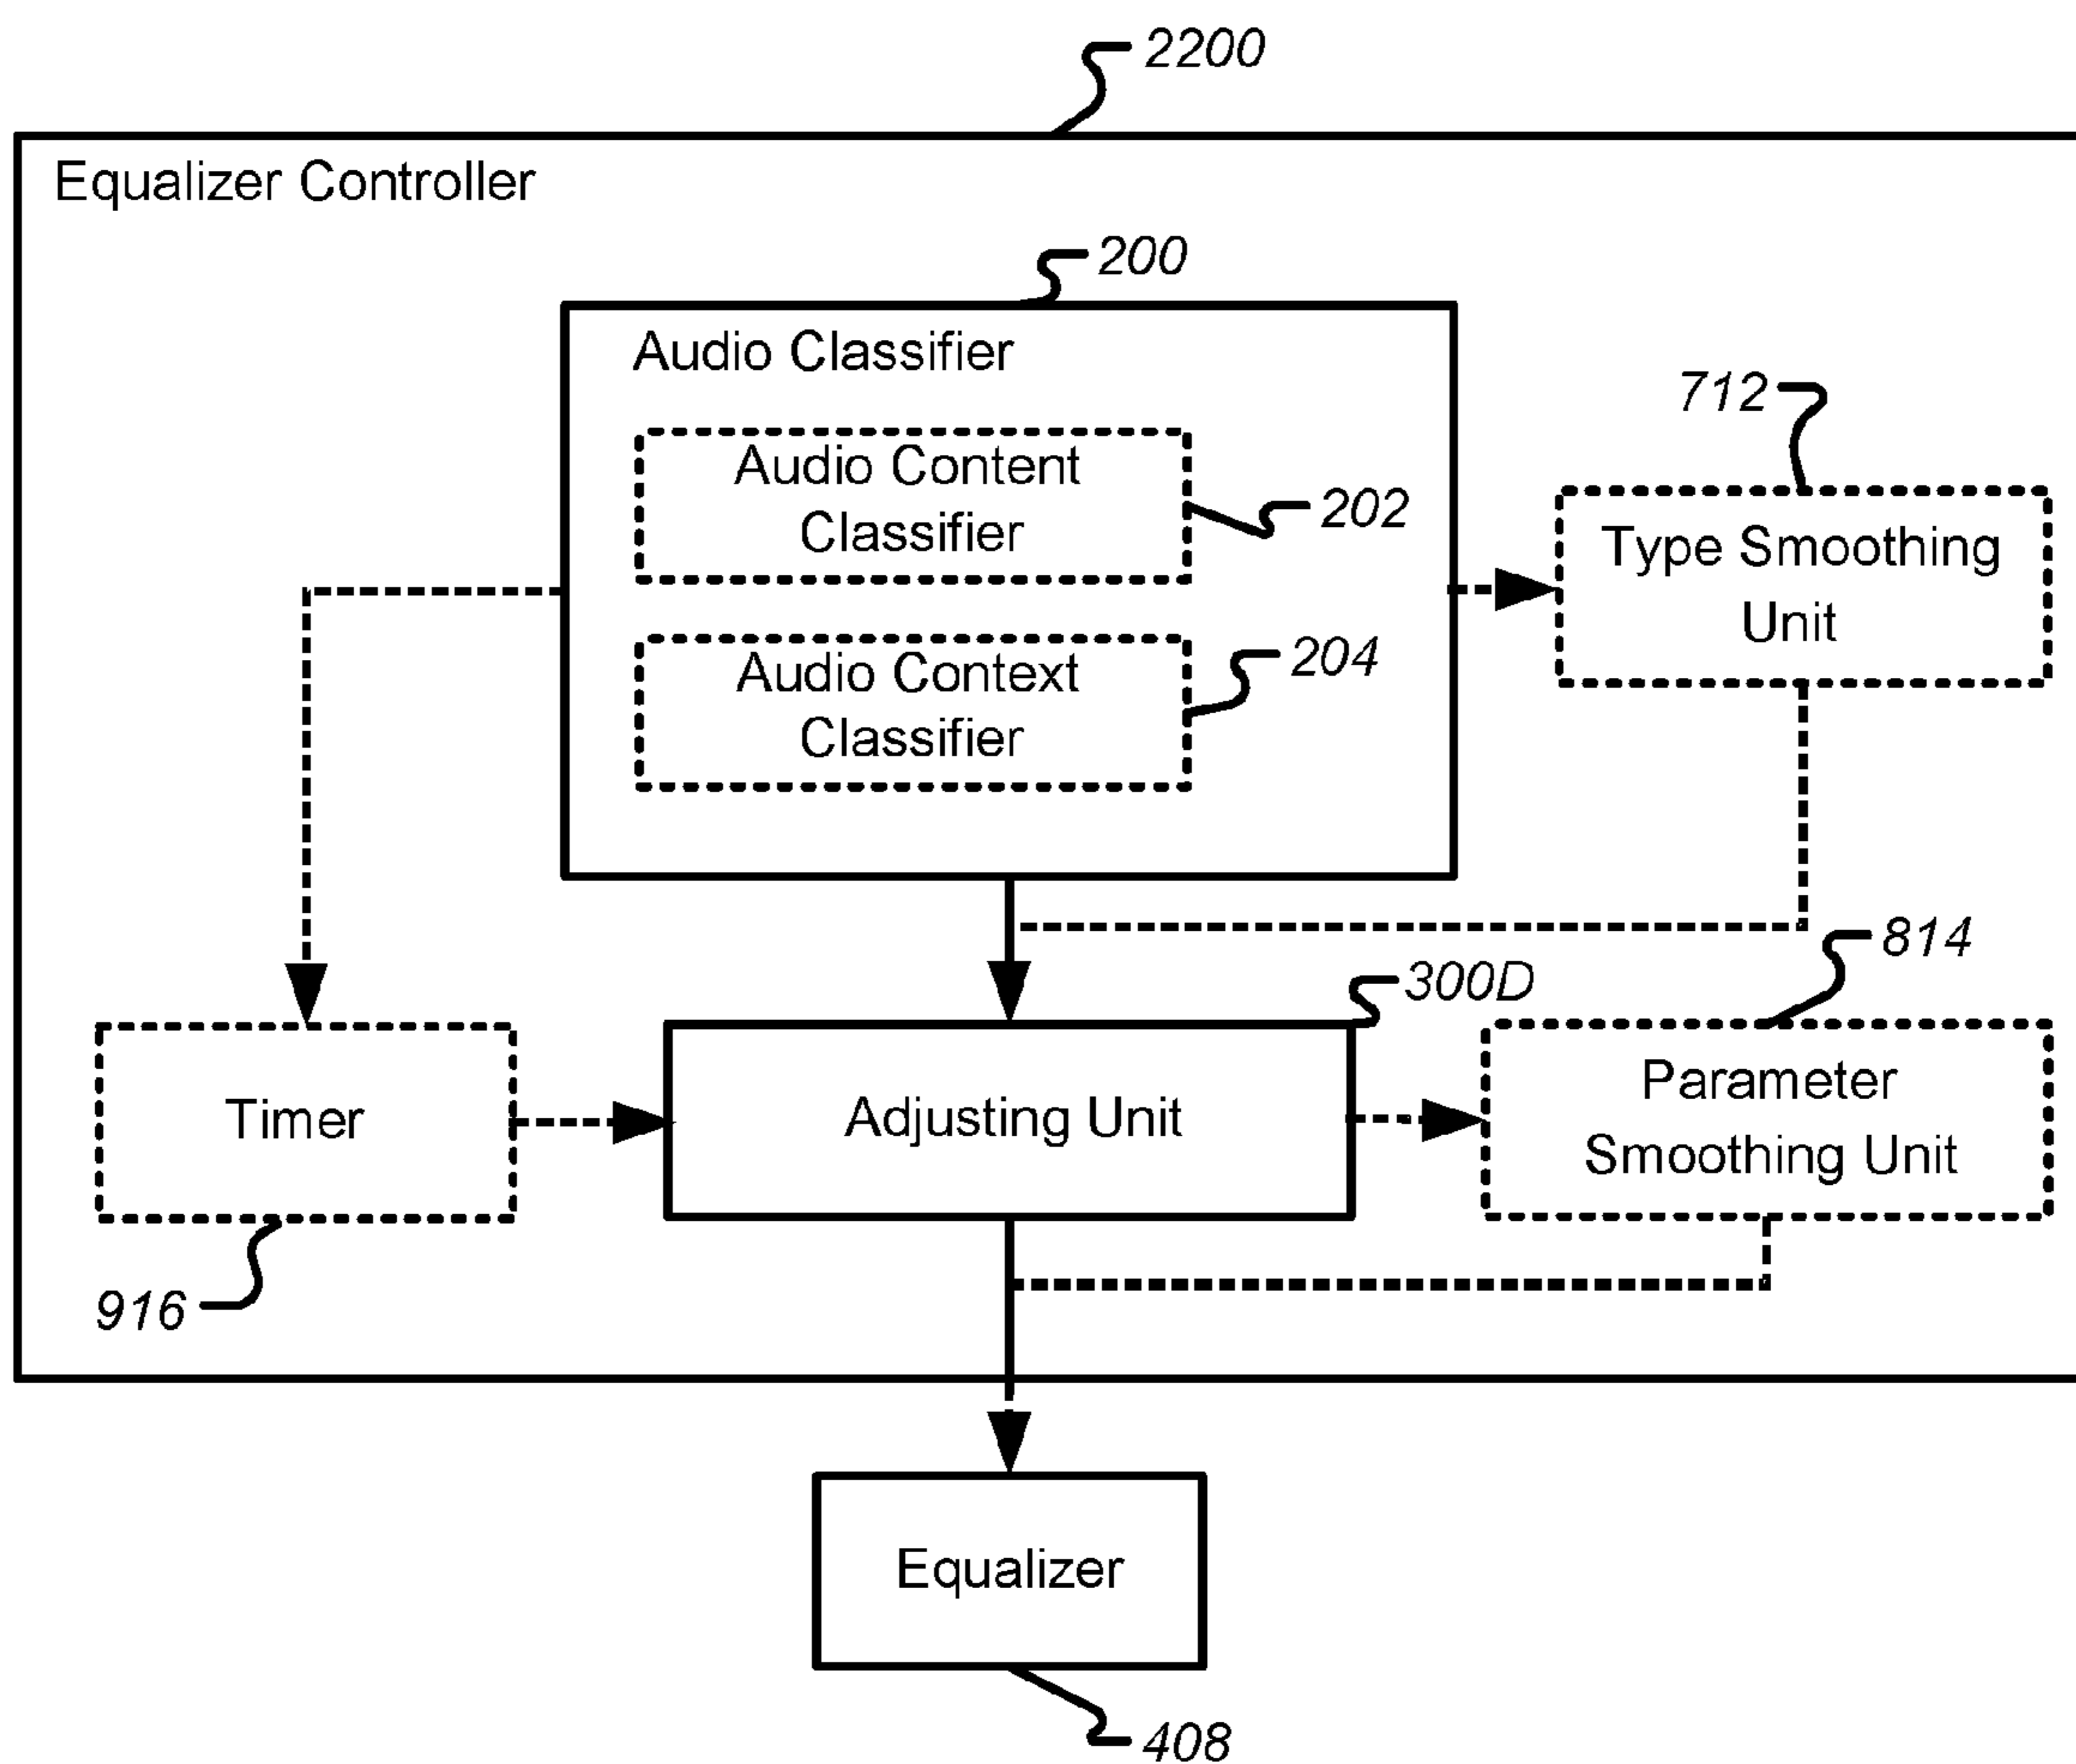 2200
Equalizer Controller
200
Audio Classifier
712
Audio Content
Classifier
202
Type Smoothing
Unit
204
Audio Context
Classifier
814
300D
Timer
Adjusting Unit
Parameter
Smoothing Unit
916
Equalizer
408